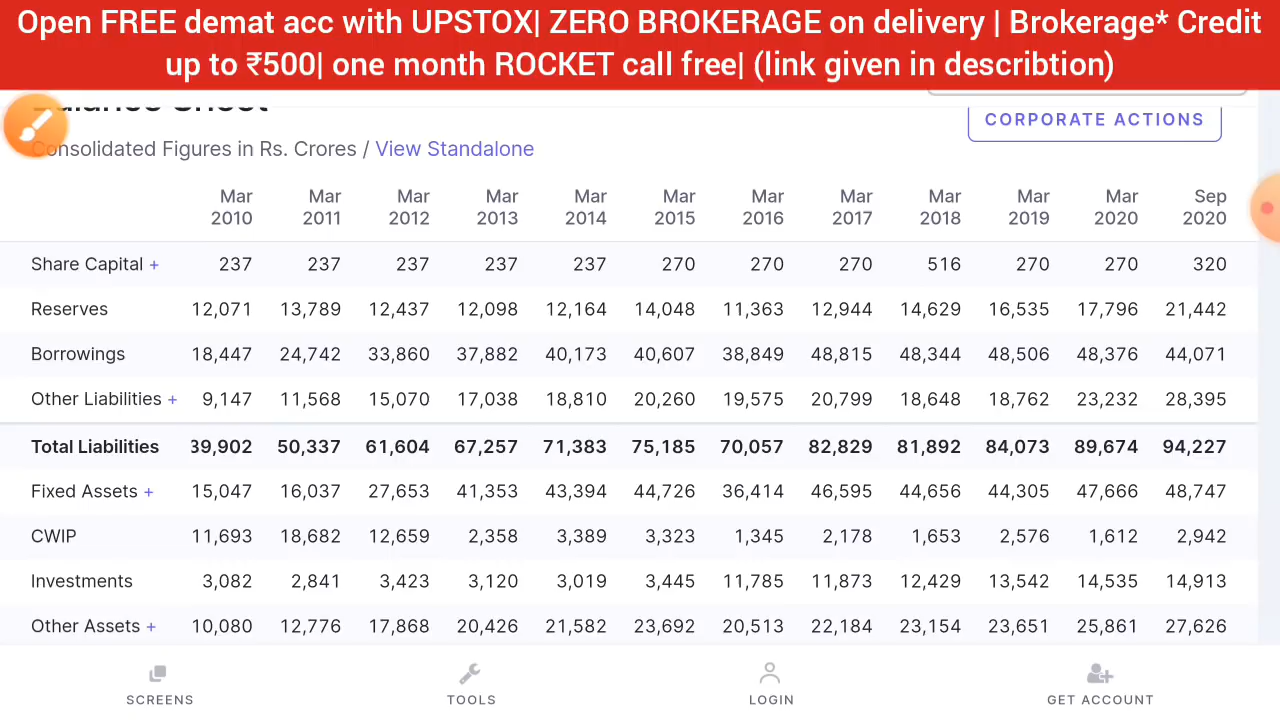 Open FREE demat acc with UPSTOX| ZERO BROKERAGE on delivery | Brokerage* Credit
up to ₹500| one month ROCKET call free| (link given in describtion)
CORPORATE ACTIONS
Consolidated Figures in Rs. Crores / View Standalone
Mar 2010 Mar 2011 Mar 2012 Mar 2013 Mar 2014 Mar 2015 Mar 2016 Mar 2017 Mar 2018 Mar 2019 Mar 2020 Sep 2020
Share Capital + 237 237 237 237 237 270 270 270 516 270 270 320
Reserves 12,071 13,789 12,437 12,098 12,164 14,048 11,363 12,944 14,629 16,535 17,796 21,442
Borrowings 18,447 24,742 33,860 37,882 40,173 40,607 38,849 48,815 48,344 48,506 48,376 44,071
Other Liabilities + 9,147 11,568 15,070 17,038 18,810 20,260 19,575 20,799 18,648 18,762 23,232 28,395
Total Liabilities 39,902 50,337 61,604 67,257 71,383 75,185 70,057 82,829 81,892 84,073 89,674 94,227
Fixed Assets + 15,047 16,037 27,653 41,353 43,394 44,726 36,414 46,595 44,656 44,305 47,666 48,747
CWIP 11,693 18,682 12,659 2,358 3,389 3,323 1,345 2,178 1,653 2,576 1,612 2,942
Investments 3,082 2,841 3,423 3,120 3,019 3,445 11,785 11,873 12,429 13,542 14,535 14,913
Other Assets + 10,080 12,776 17,868 20,426 21,582 23,692 20,513 22,184 23,154 23,651 25,861 27,626
SCREENS TOOLS LOGIN GET ACCOUNT